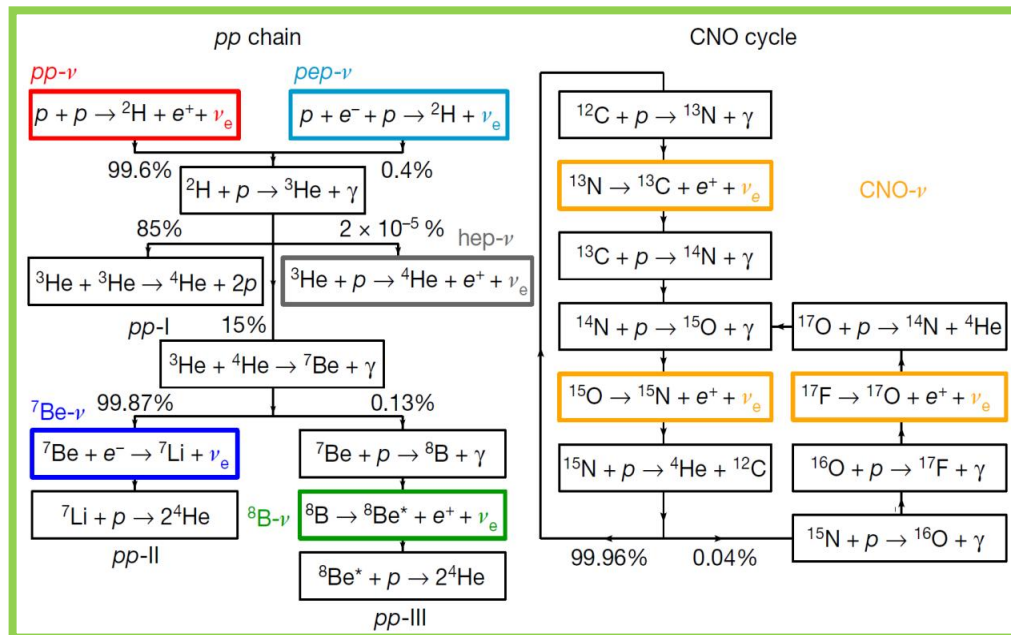 pp chain
pp-ν
pep-ν
p + p → ²H + e⁺ + νₑ
p + e⁻ + p → ²H + νₑ
99.6%
0.4%
²H + p → ³He + γ
85%
2 × 10⁻⁵ %
hep-ν
³He + ³He → ⁴He + 2p
³He + p → ⁴He + e⁺ + νₑ
pp-I
15%
³He + ⁴He → ⁷Be + γ
⁷Be-ν
99.87%
0.13%
⁷Be + e⁻ → ⁷Li + νₑ
⁷Be + p → ⁸B + γ
⁷Li + p → 2⁴He
⁸B-ν
⁸B → ⁸Be* + e⁺ + νₑ
pp-II
⁸Be* + p → 2⁴He
pp-III
CNO cycle
¹²C + p → ¹³N + γ
¹³N → ¹³C + e⁺ + νₑ
CNO-ν
¹³C + p → ¹⁴N + γ
¹⁴N + p → ¹⁵O + γ
¹⁷O + p → ¹⁴N + ⁴He
¹⁵O → ¹⁵N + e⁺ + νₑ
¹⁷F → ¹⁷O + e⁺ + νₑ
¹⁵N + p → ⁴He + ¹²C
¹⁶O + p → ¹⁷F + γ
¹⁵N + p → ¹⁶O + γ
99.96%
0.04%